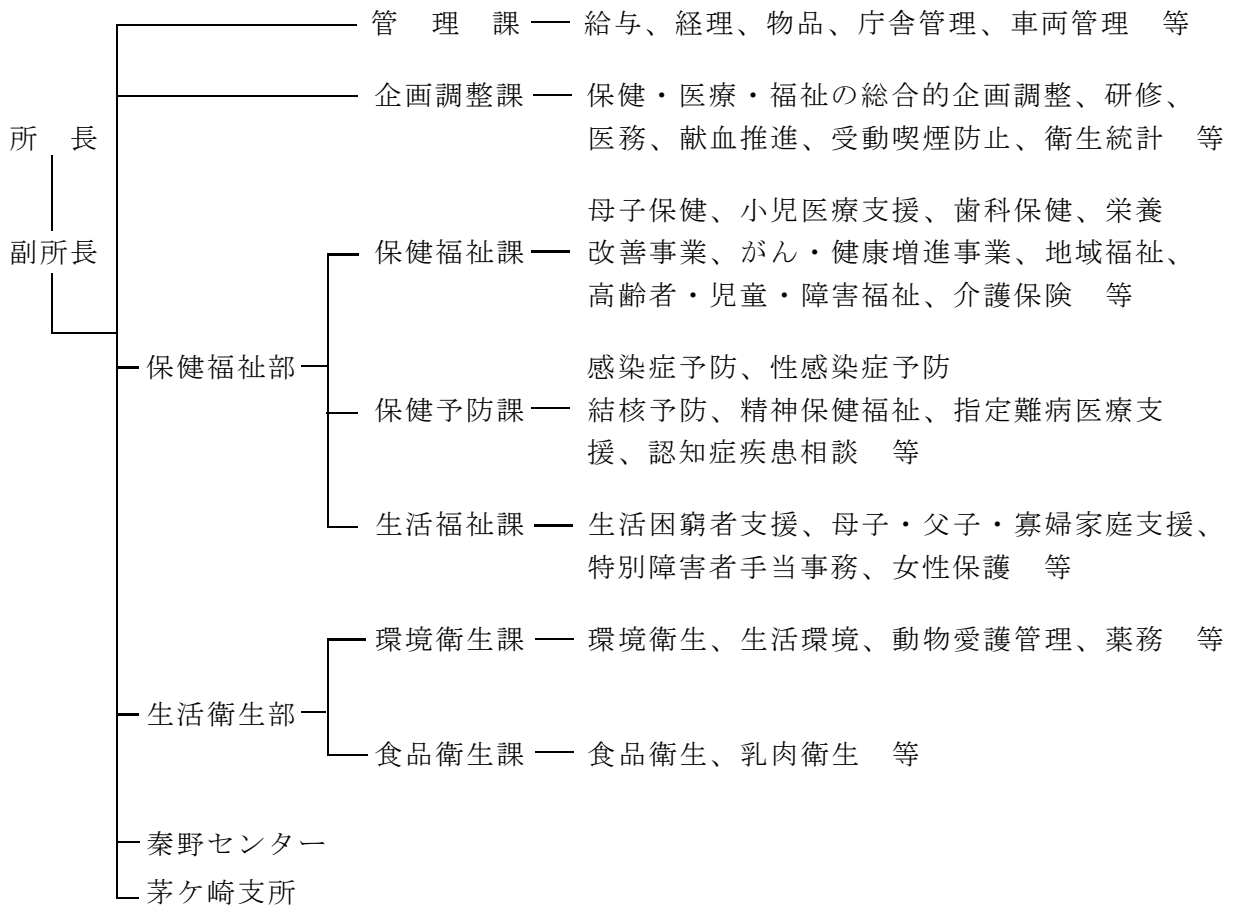 管　理　課　給与、経理、物品、庁舎管理、車両管理　等
企画調整課　保健・医療・福祉の総合的企画調整、研修、
医務、献血推進、受動喫煙防止、衛生統計　等
所　長
副所長
母子保健、小児医療支援、歯科保健、栄養
保健福祉課　改善事業、がん・健康増進事業、地域福祉、
高齢者・児童・障害福祉、介護保険　等
保健福祉部
感染症予防、性感染症予防
保健予防課　結核予防、精神保健福祉、指定難病医療支
援、認知症疾患相談　等
生活福祉課　生活困窮者支援、母子・父子・寡婦家庭支援、
特別障害者手当事務、女性保護　等
環境衛生課　環境衛生、生活環境、動物愛護管理、薬務　等
生活衛生部
食品衛生課　食品衛生、乳肉衛生　等
秦野センター
茅ケ崎支所